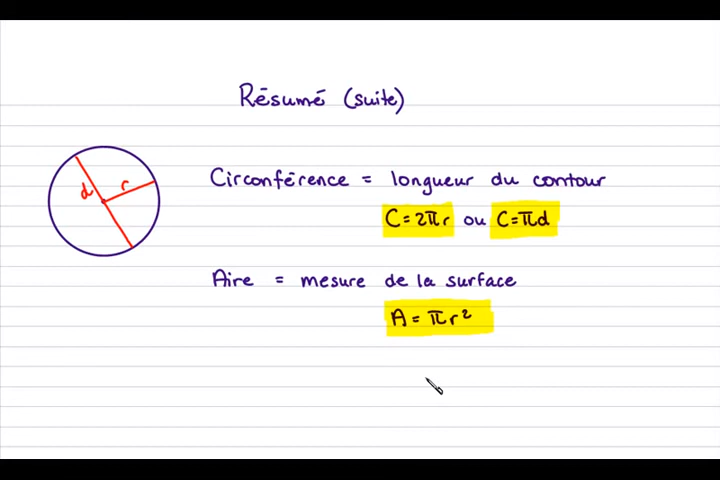 Résumé (suite)
d r
Circonférence = longueur du contour
C = 2πr ou C = πd
Aire = mesure de la surface
A = πr²